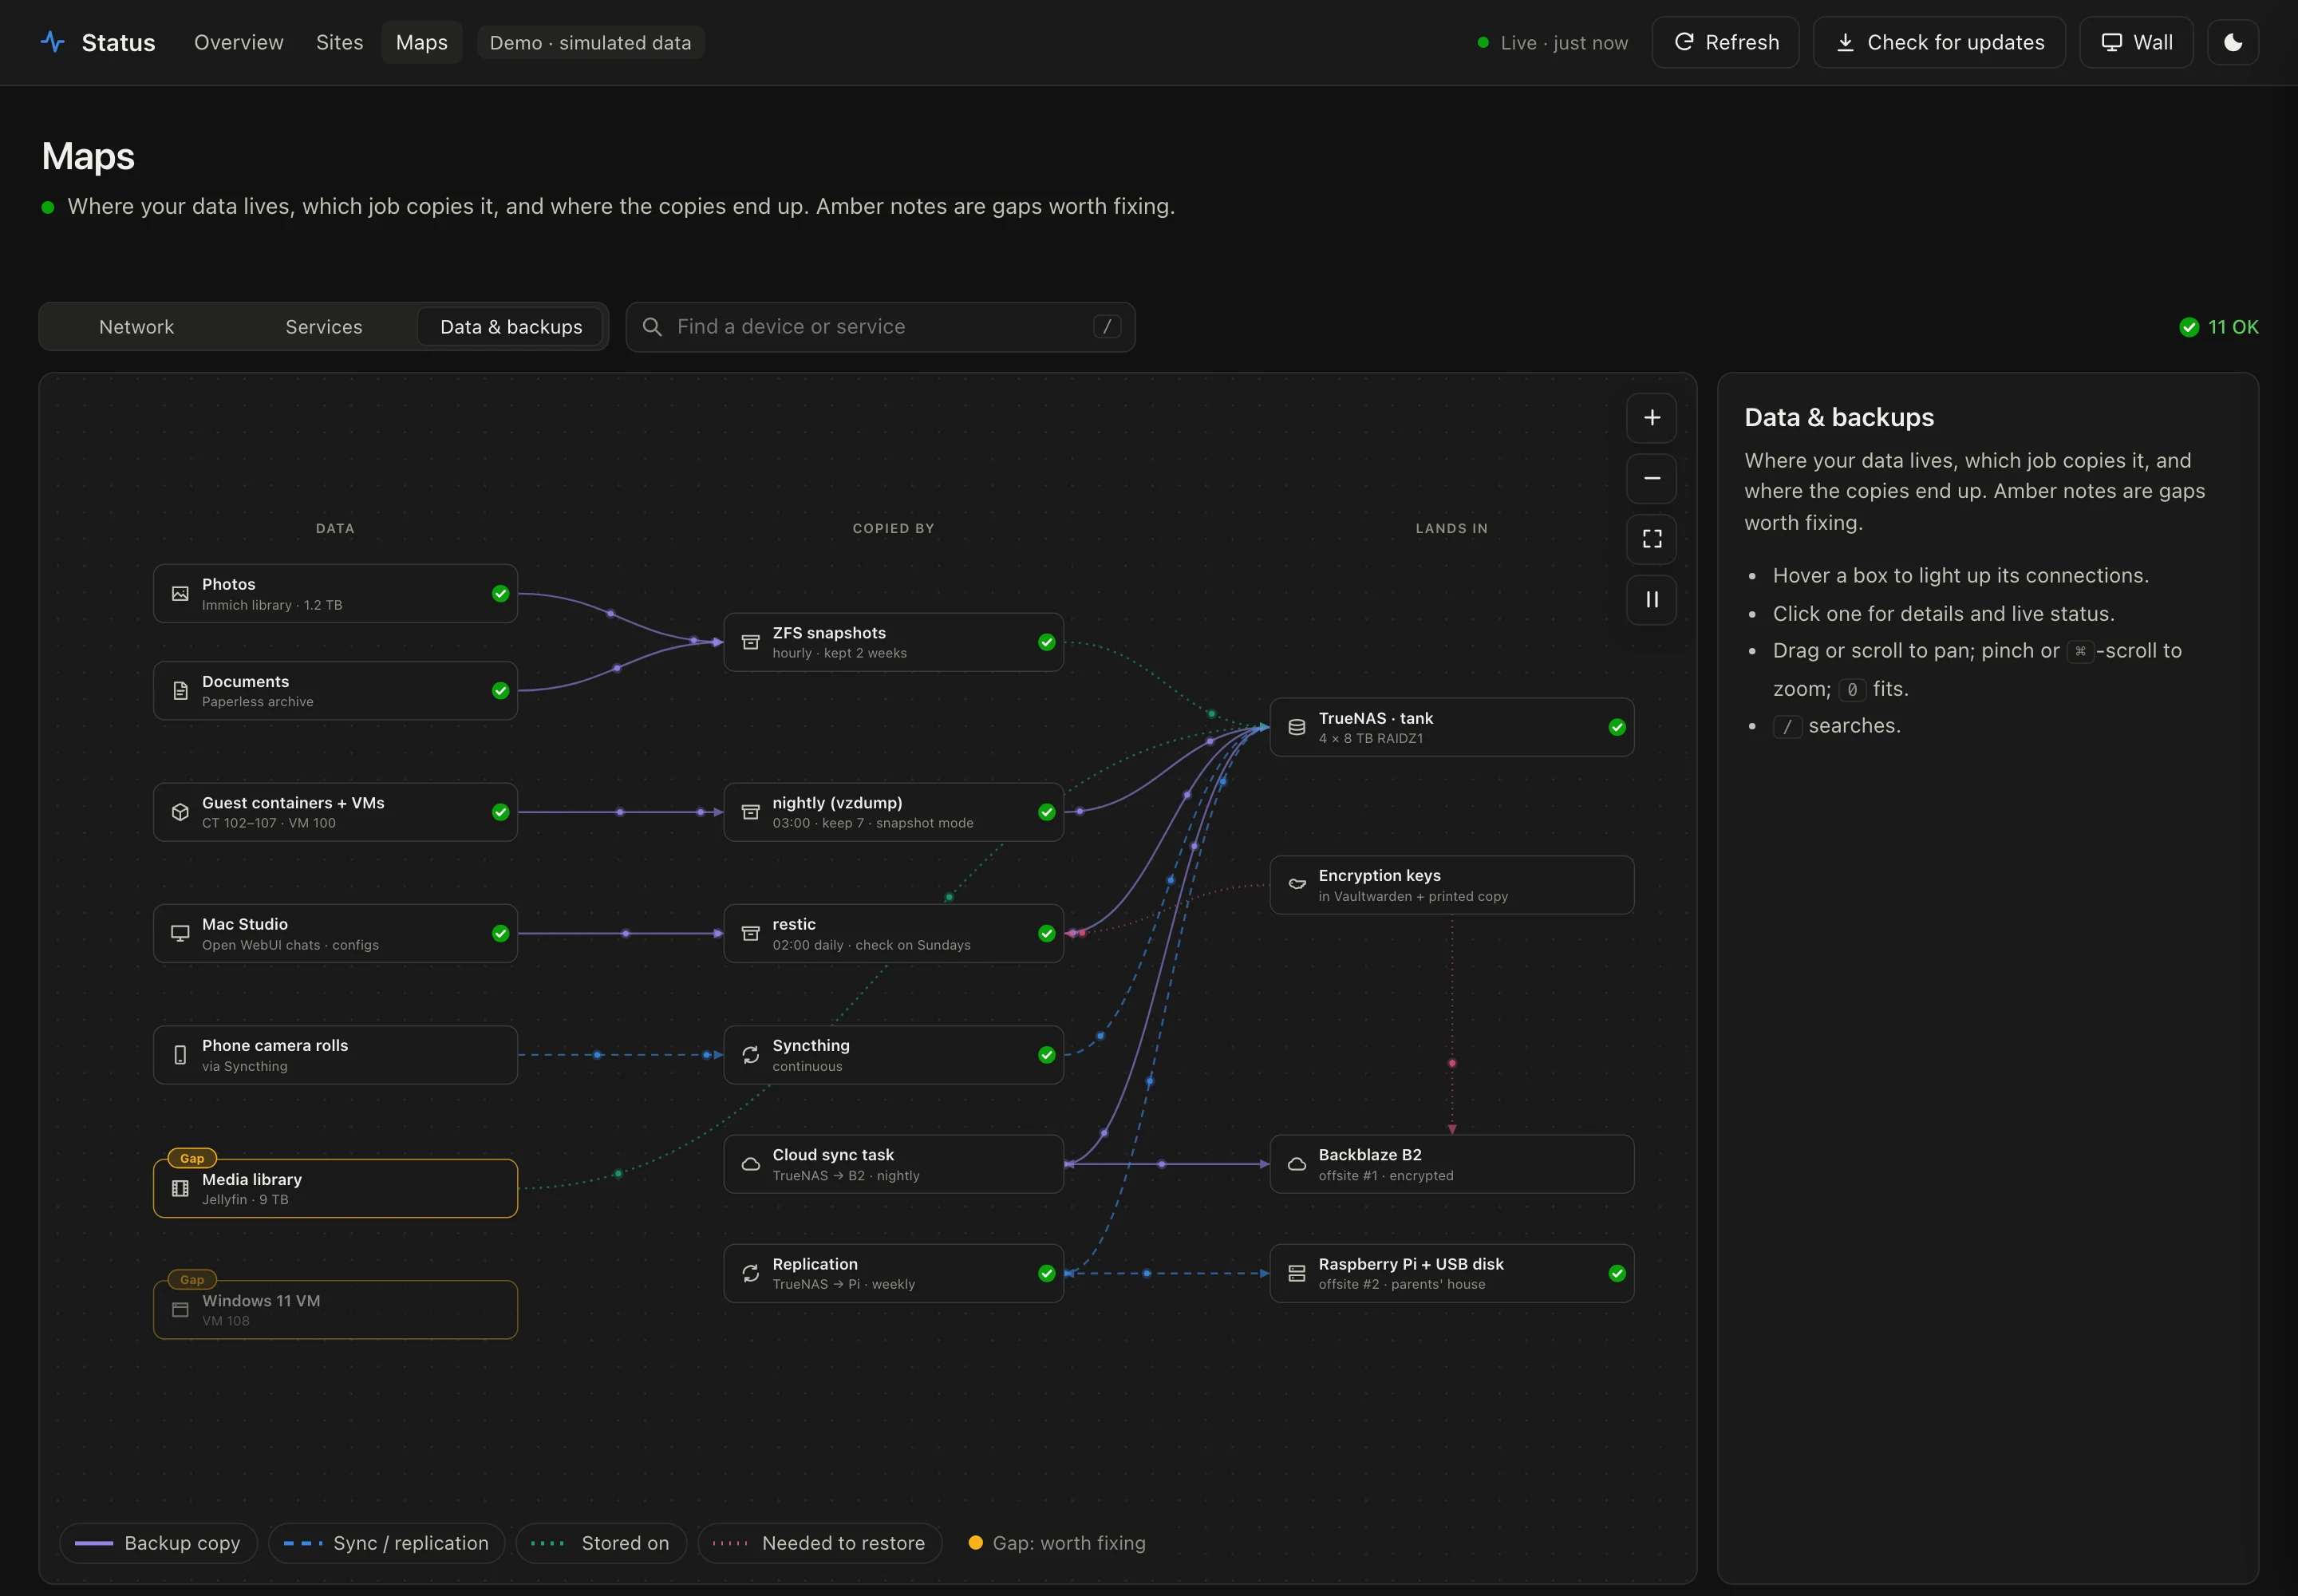 Status
Overview
Sites
Maps
Demo · simulated data
Live · just now
Refresh
Check for updates
Wall
Maps
Where your data lives, which job copies it, and where the copies end up. Amber notes are gaps worth fixing.
Network
Services
Data & backups
Find a device or service
/
11 OK
DATA
COPIED BY
LANDS IN
Photos
Immich library · 1.2 TB
Documents
Paperless archive
Guest containers + VMs
CT 102–107 · VM 100
Mac Studio
Open WebUI chats · configs
Phone camera rolls
via Syncthing
Gap
Media library
Jellyfin · 9 TB
Gap
Windows 11 VM
VM 108
ZFS snapshots
hourly · kept 2 weeks
nightly (vzdump)
03:00 · keep 7 · snapshot mode
restic
02:00 daily · check on Sundays
Syncthing
continuous
Cloud sync task
TrueNAS → B2 · nightly
Replication
TrueNAS → Pi · weekly
TrueNAS · tank
4 × 8 TB RAIDZ1
Encryption keys
in Vaultwarden + printed copy
Backblaze B2
offsite #1 · encrypted
Raspberry Pi + USB disk
offsite #2 · parents' house
Backup copy
Sync / replication
Stored on
Needed to restore
Gap: worth fixing
Data & backups
Where your data lives, which job copies it, and
where the copies end up. Amber notes are gaps
worth fixing.
• Hover a box to light up its connections.
• Click one for details and live status.
• Drag or scroll to pan; pinch or ⌘-scroll to
zoom; 0 fits.
• / searches.